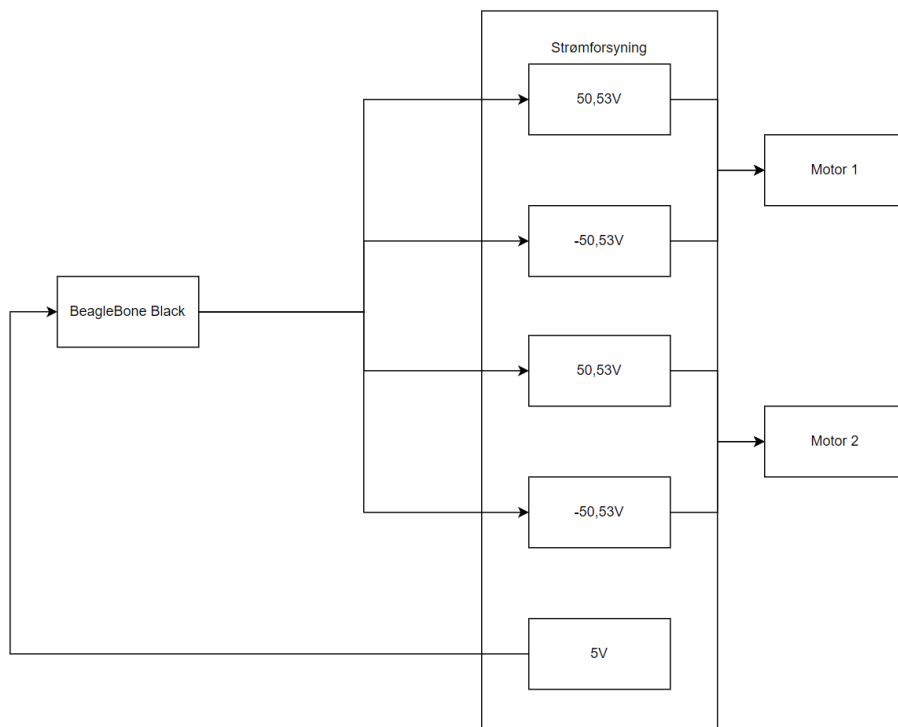 Strømforsyning
50,53V
Motor 1
-50,53V
BeagleBone Black
50,53V
Motor 2
-50,53V
5V